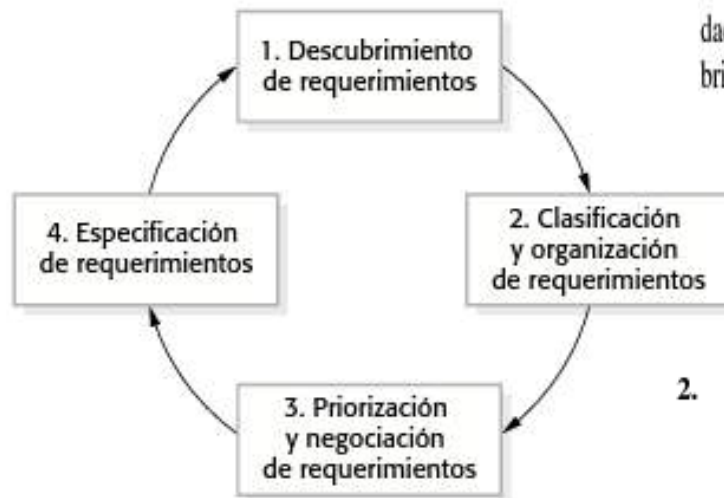 1. Descubrimiento
de requerimientos
2. Clasificación
y organización
de requerimientos
3. Priorización
y negociación
de requerimientos
4. Especificación
de requerimientos
2.